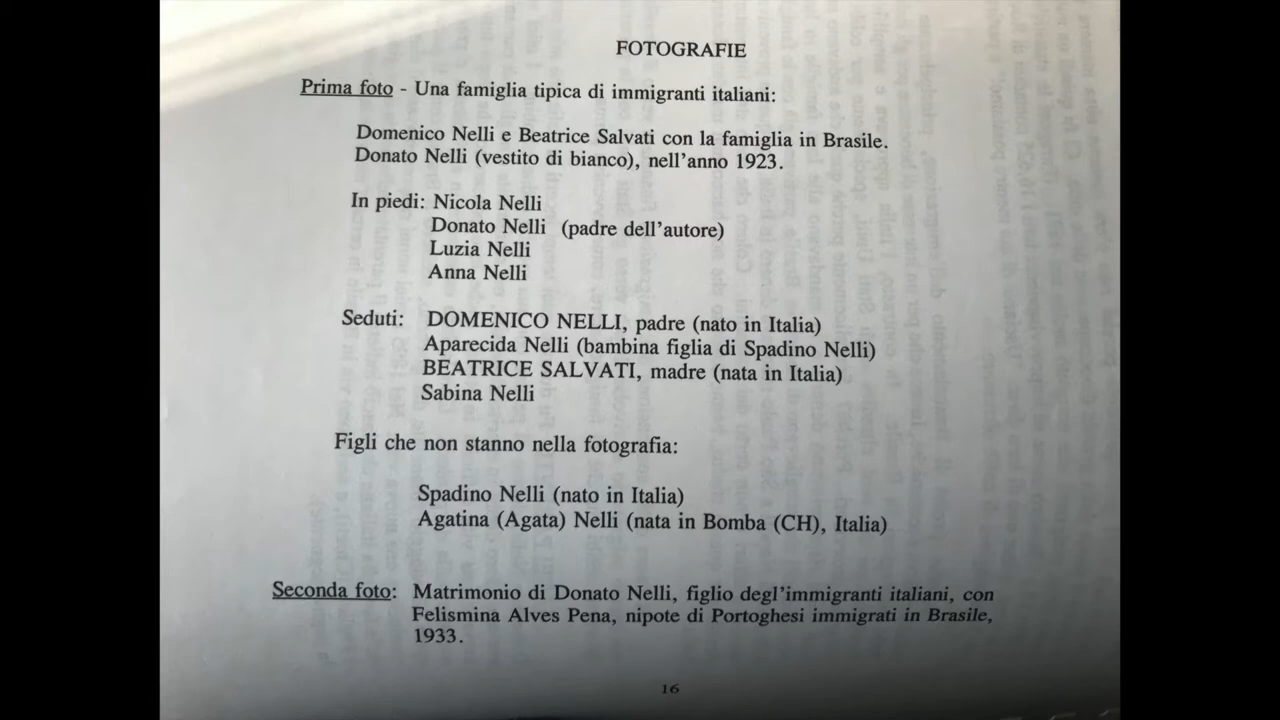 FOTOGRAFIE
Prima foto - Una famiglia tipica di immigranti italiani:
Domenico Nelli e Beatrice Salvati con la famiglia in Brasile.
Donato Nelli (vestito di bianco), nell'anno 1923.
In piedi: Nicola Nelli
Donato Nelli (padre dell'autore)
Luzia Nelli
Anna Nelli
Seduti: DOMENICO NELLI, padre (nato in Italia)
Aparecida Nelli (bambina figlia di Spadino Nelli)
BEATRICE SALVATI, madre (nata in Italia)
Sabina Nelli
Figli che non stanno nella fotografia:
Spadino Nelli (nato in Italia)
Agatina (Agata) Nelli (nata in Bomba (CH), Italia)
Seconda foto: Matrimonio di Donato Nelli, figlio degl'immigranti italiani, con
Felismina Alves Pena, nipote di Portoghesi immigrati in Brasile,
1933.
16